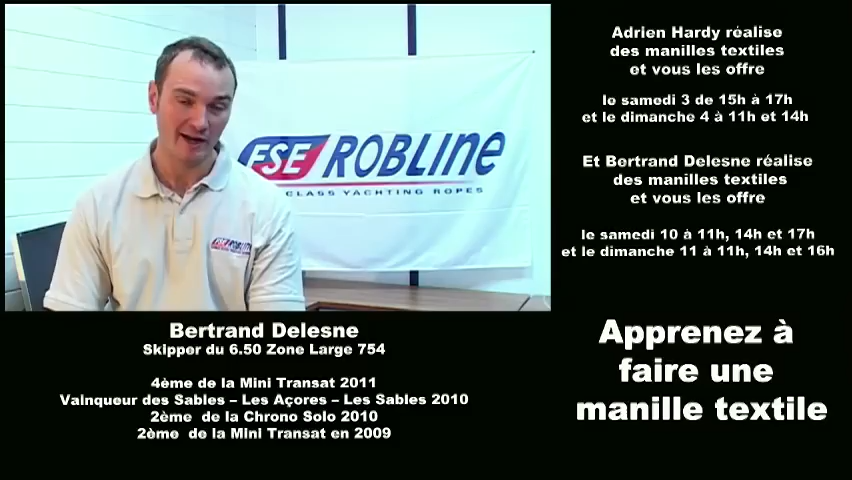 FSE ROBLINE
CLASS YACHTING ROPES
FSE ROBLINE
Bertrand Delesne
Skipper du 6.50 Zone Large 754
4ème de la Mini Transat 2011
Vainqueur des Sables – Les Açores – Les Sables 2010
2ème de la Chrono Solo 2010
2ème de la Mini Transat en 2009
Adrien Hardy réalise
des manilles textiles
et vous les offre
le samedi 3 de 15h à 17h
et le dimanche 4 à 11h et 14h
Et Bertrand Delesne réalise
des manilles textiles
et vous les offre
le samedi 10 à 11h, 14h et 17h
et le dimanche 11 à 11h, 14h et 16h
Apprenez à
faire une
manille textile